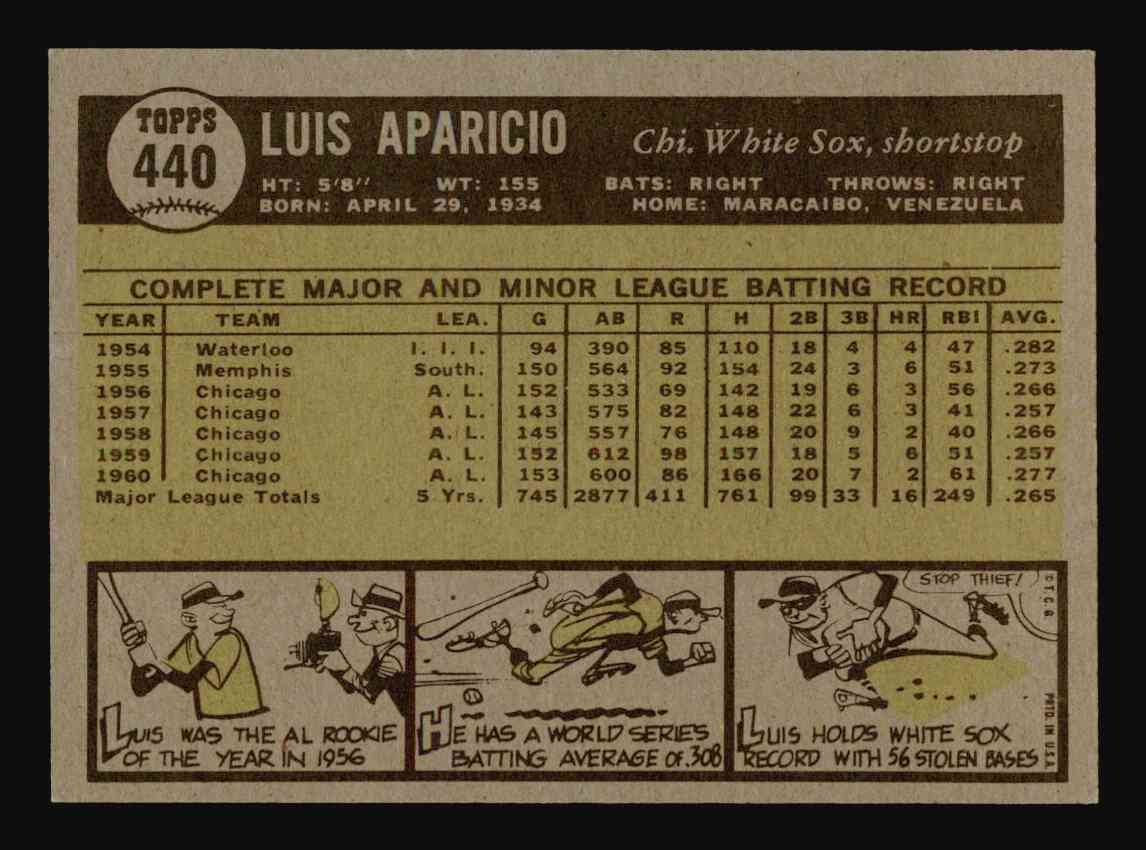 TOPPS
440
LUIS APARICIO
Chi. White Sox, shortstop
HT: 5'8" WT: 155 BATS: RIGHT THROWS: RIGHT
BORN: APRIL 29, 1934 HOME: MARACAIBO, VENEZUELA
COMPLETE MAJOR AND MINOR LEAGUE BATTING RECORD
YEAR TEAM LEA. G AB R H 2B 3B HR RBI AVG.
1954 Waterloo I. I. I. 94 390 85 110 18 4 4 47 .282
1955 Memphis South. 150 564 92 154 24 3 6 51 .273
1956 Chicago A. L. 152 533 69 142 19 6 3 56 .266
1957 Chicago A. L. 143 575 82 148 22 6 3 41 .257
1958 Chicago A. L. 145 557 76 148 20 9 2 40 .266
1959 Chicago A. L. 152 612 98 157 18 5 6 51 .257
1960 Chicago A. L. 153 600 86 166 20 7 2 61 .277
Major League Totals 5 Yrs. 745 2877 411 761 99 33 16 249 .265
LUIS WAS THE AL ROOKIE
OF THE YEAR IN 1956
HE HAS A WORLD SERIES
BATTING AVERAGE OF .308
STOP THIEF!
LUIS HOLDS WHITE SOX
RECORD WITH 56 STOLEN BASES
© T. C. G.
PRTD. IN U.S.A.